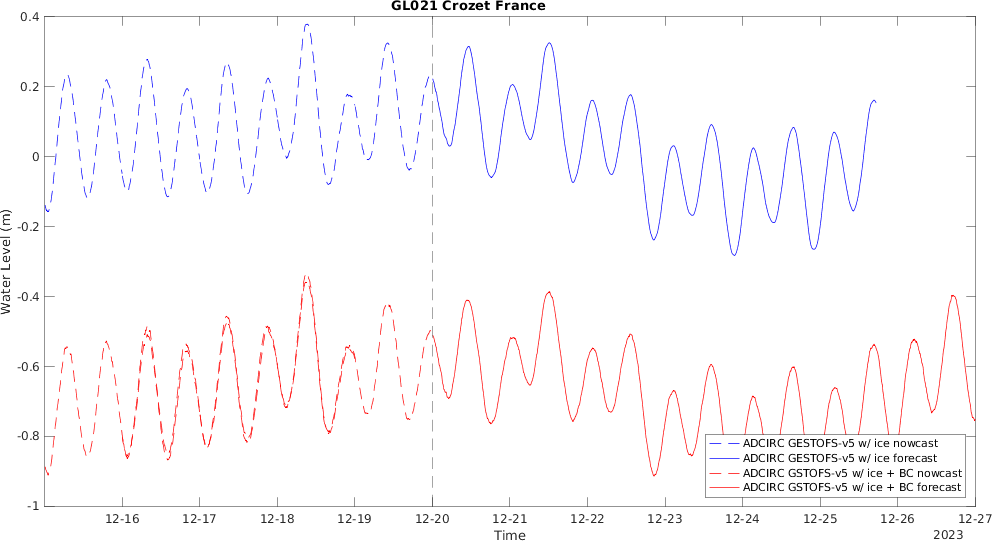 GL021 Crozet France
Water Level (m)
0.4
0.2
0
-0.2
-0.4
-0.6
-0.8
-1
ADCIRC GESTOFS-v5 w/ ice nowcast
ADCIRC GESTOFS-v5 w/ ice forecast
ADCIRC GSTOFS-v5 w/ ice + BC nowcast
ADCIRC GSTOFS-v5 w/ ice + BC forecast
12-16 12-17 12-18 12-19 12-20 12-21 12-22 12-23 12-24 12-25 12-26 12-27
Time
2023